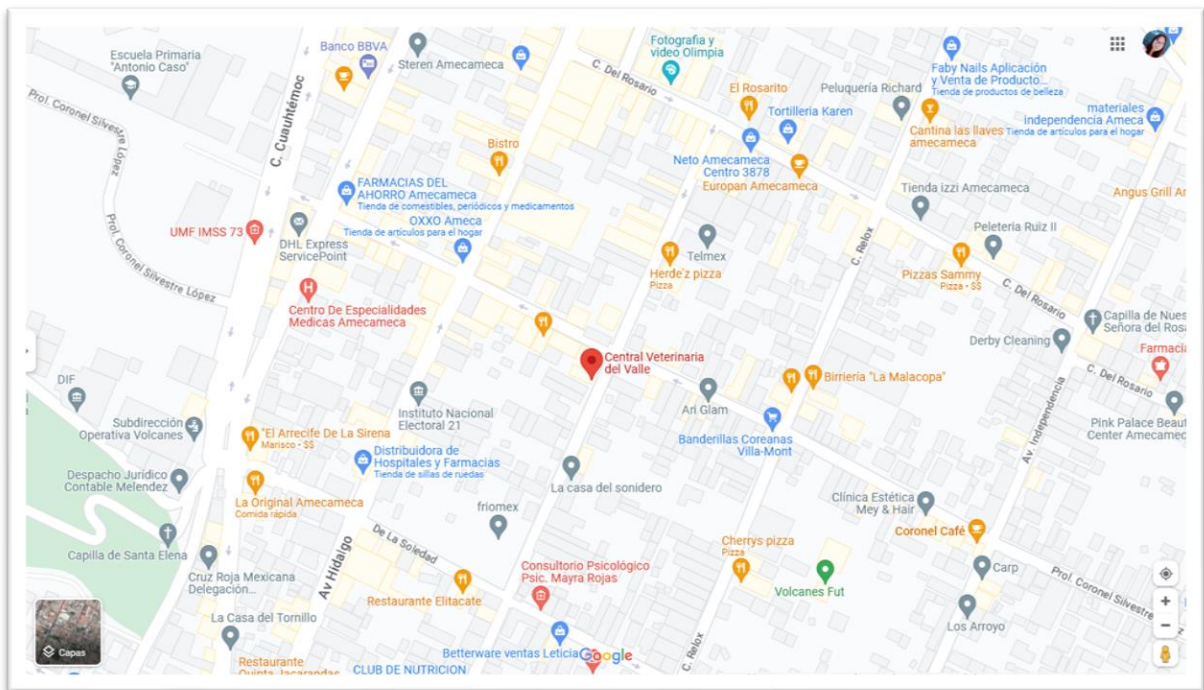 Escuela Primaria
"Antonio Caso"
Banco BBVA
Steren Amecameca
Fotografia y
video Olimpia
C. Del Rosario
El Rosarito
Tortilleria Karen
Peluquería Richard
Faby Nails Aplicación
y Venta de Producto...
Tienda de productos de belleza
Cantina las llaves
amecameca
materiales
independencia Ameca
Tienda de artículos para el hogar
Prol. Coronel Silvestre López
C. Cuauhtémoc
Bistro
Neto Amecameca
Centro 3878
Europan Amecameca
Tienda izzi Amecameca
Angus Grill
FARMACIAS DEL
AHORRO Amecameca
Tienda de comestibles, periódicos y medicamentos
OXXO Ameca
Tienda de artículos para el hogar
UMF IMSS 73
DHL Express
ServicePoint
Prol. Coronel Silvestre López
Telmex
Herde'z pizza
Pizza
C. Relox
Peleteria Ruiz II
Pizzas Sammy
Pizza • $$
C. Del Rosario
Centro De Especialidades
Medicas Amecameca
Capilla de Nues
Señora del Rosa
Derby Cleaning
Farmacia
Central Veterinaria
del Valle
Birriería "La Malacopa"
C. Del Rosario
DIF
Instituto Nacional
Electoral 21
Ari Glam
Banderillas Coreanas
Villa-Mont
Pink Palace Beau
Center Amecamec
Subdirección
Operativa Volcanes
"El Arrecife De La Sirena
Marisco • $$
Distribuidora de
Hospitales y Farmacias
Tienda de sillas de ruedas
Av. Independencia
Despacho Jurídico
Contable Melendez
La Original Amecameca
Comida rápida
La casa del sonidero
friomex
Clínica Estética
Mey & Hair
Coronel Café
Capilla de Santa Elena
De La Soledad
Av Hidalgo
Cherrys pizza
Pizza
Carp
Prol. Coronel Silvestre
Cruz Roja Mexicana
Delegación...
Consultorio Psicológico
Psic. Mayra Rojas
Volcanes Fut
Restaurante Elitacate
La Casa del Tornillo
Los Arroyo
Capas
Betterware ventas Leticia
Google
C. Relox
Restaurante
Quinta Jacarandas
CLUB DE NUTRICION